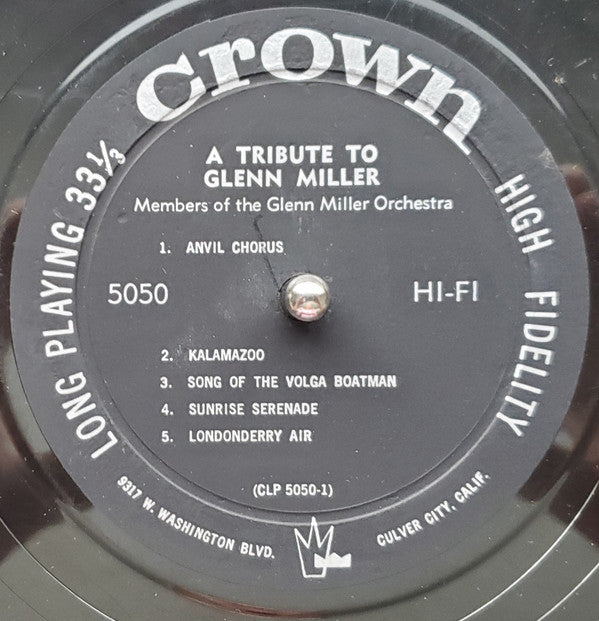 crown
LONG PLAYING 33⅓
HIGH FIDELITY
A TRIBUTE TO
GLENN MILLER
Members of the Glenn Miller Orchestra
1. ANVIL CHORUS
5050
HI-FI
2. KALAMAZOO
3. SONG OF THE VOLGA BOATMAN
4. SUNRISE SERENADE
5. LONDONDERRY AIR
(CLP 5050-1)
9317 W. WASHINGTON BLVD.
CULVER CITY, CALIF.